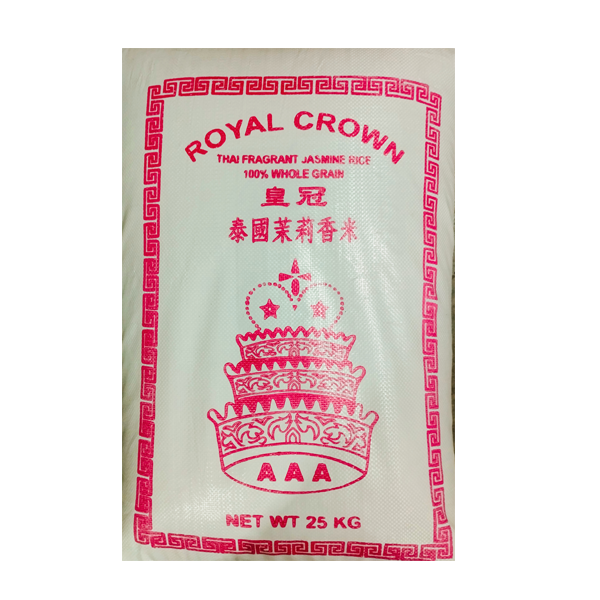 ROYAL CROWN
THAI FRAGRANT JASMINE RICE
100% WHOLE GRAIN
皇冠
泰國茉莉香米
AAA
NET WT 25 KG